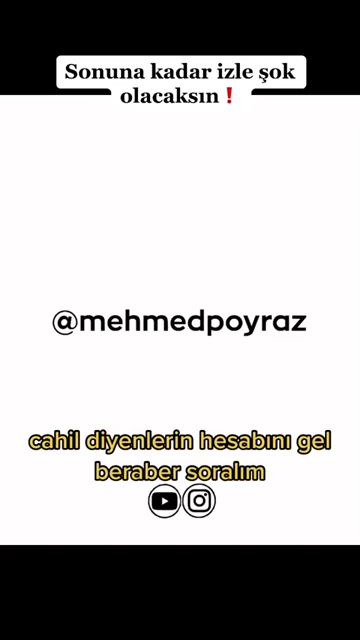 Sonuna kadar izle şok
olacaksın❗
@mehmedpoyraz
cahil diyenlerin hesabını gel
beraber soralım